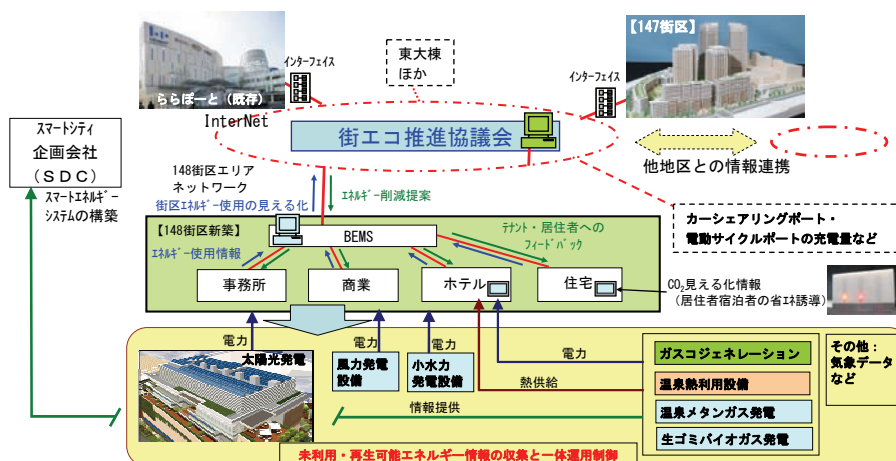 【147街区】
東大棟
ほか
インターフェイス
インターフェイス
ららぽーと（既存）
InterNet
街エコ推進協議会
スマートシティ
企画会社
（SDC）
スマートエネルギー
システムの構築
他地区との情報連携
148街区エリア
ネットワーク
街区エネルギー使用の見える化
エネルギー削減提案
カーシェアリングポート・
電動サイクルポートの充電量など
【148街区新築】
BEMS
テナント・居住者への
フィードバック
エネルギー使用情報
事務所
商業
ホテル
住宅
CO2見える化情報
（居住者宿泊者の省エネ誘導）
電力
電力
電力
電力
太陽光発電
風力発電
設備
小水力
発電設備
熱供給
情報提供
ガスコジェネレーション
温泉熱利用設備
温泉メタンガス発電
生ゴミバイオガス発電
その他：
気象データ
など
未利用・再生可能エネルギー情報の収集と一体運用制御